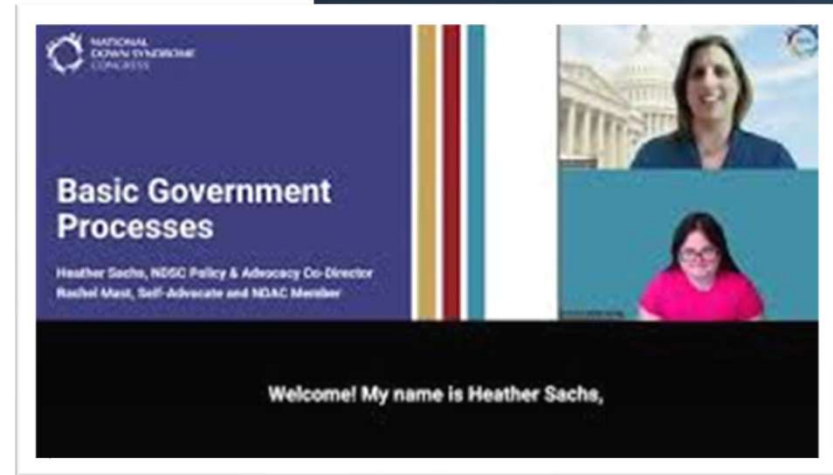 NATIONAL
DOWN SYNDROME
CONGRESS
Basic Government
Processes
Heather Sachs, NDSC Policy & Advocacy Co-Director
Rachel Mast, Self-Advocate and NDAC Member
Welcome! My name is Heather Sachs,